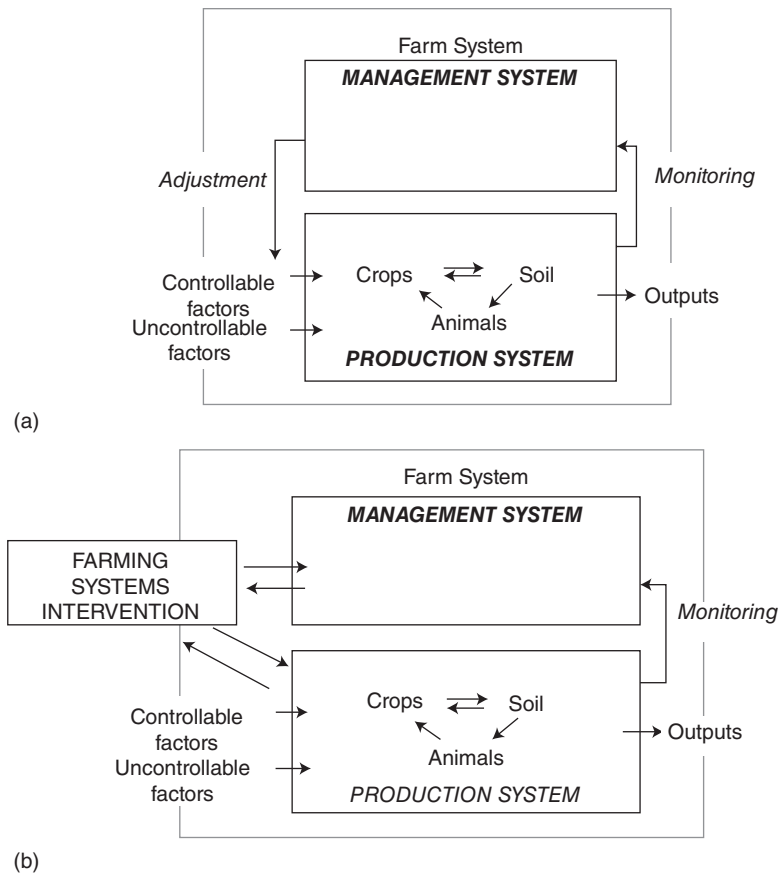 Farm System
MANAGEMENT SYSTEM
Adjustment
Monitoring
Controllable
factors
Crops
Soil
Outputs
Uncontrollable
factors
Animals
PRODUCTION SYSTEM
(a)
Farm System
MANAGEMENT SYSTEM
FARMING
SYSTEMS
INTERVENTION
Monitoring
Controllable
factors
Crops
Soil
Outputs
Uncontrollable
factors
Animals
PRODUCTION SYSTEM
(b)